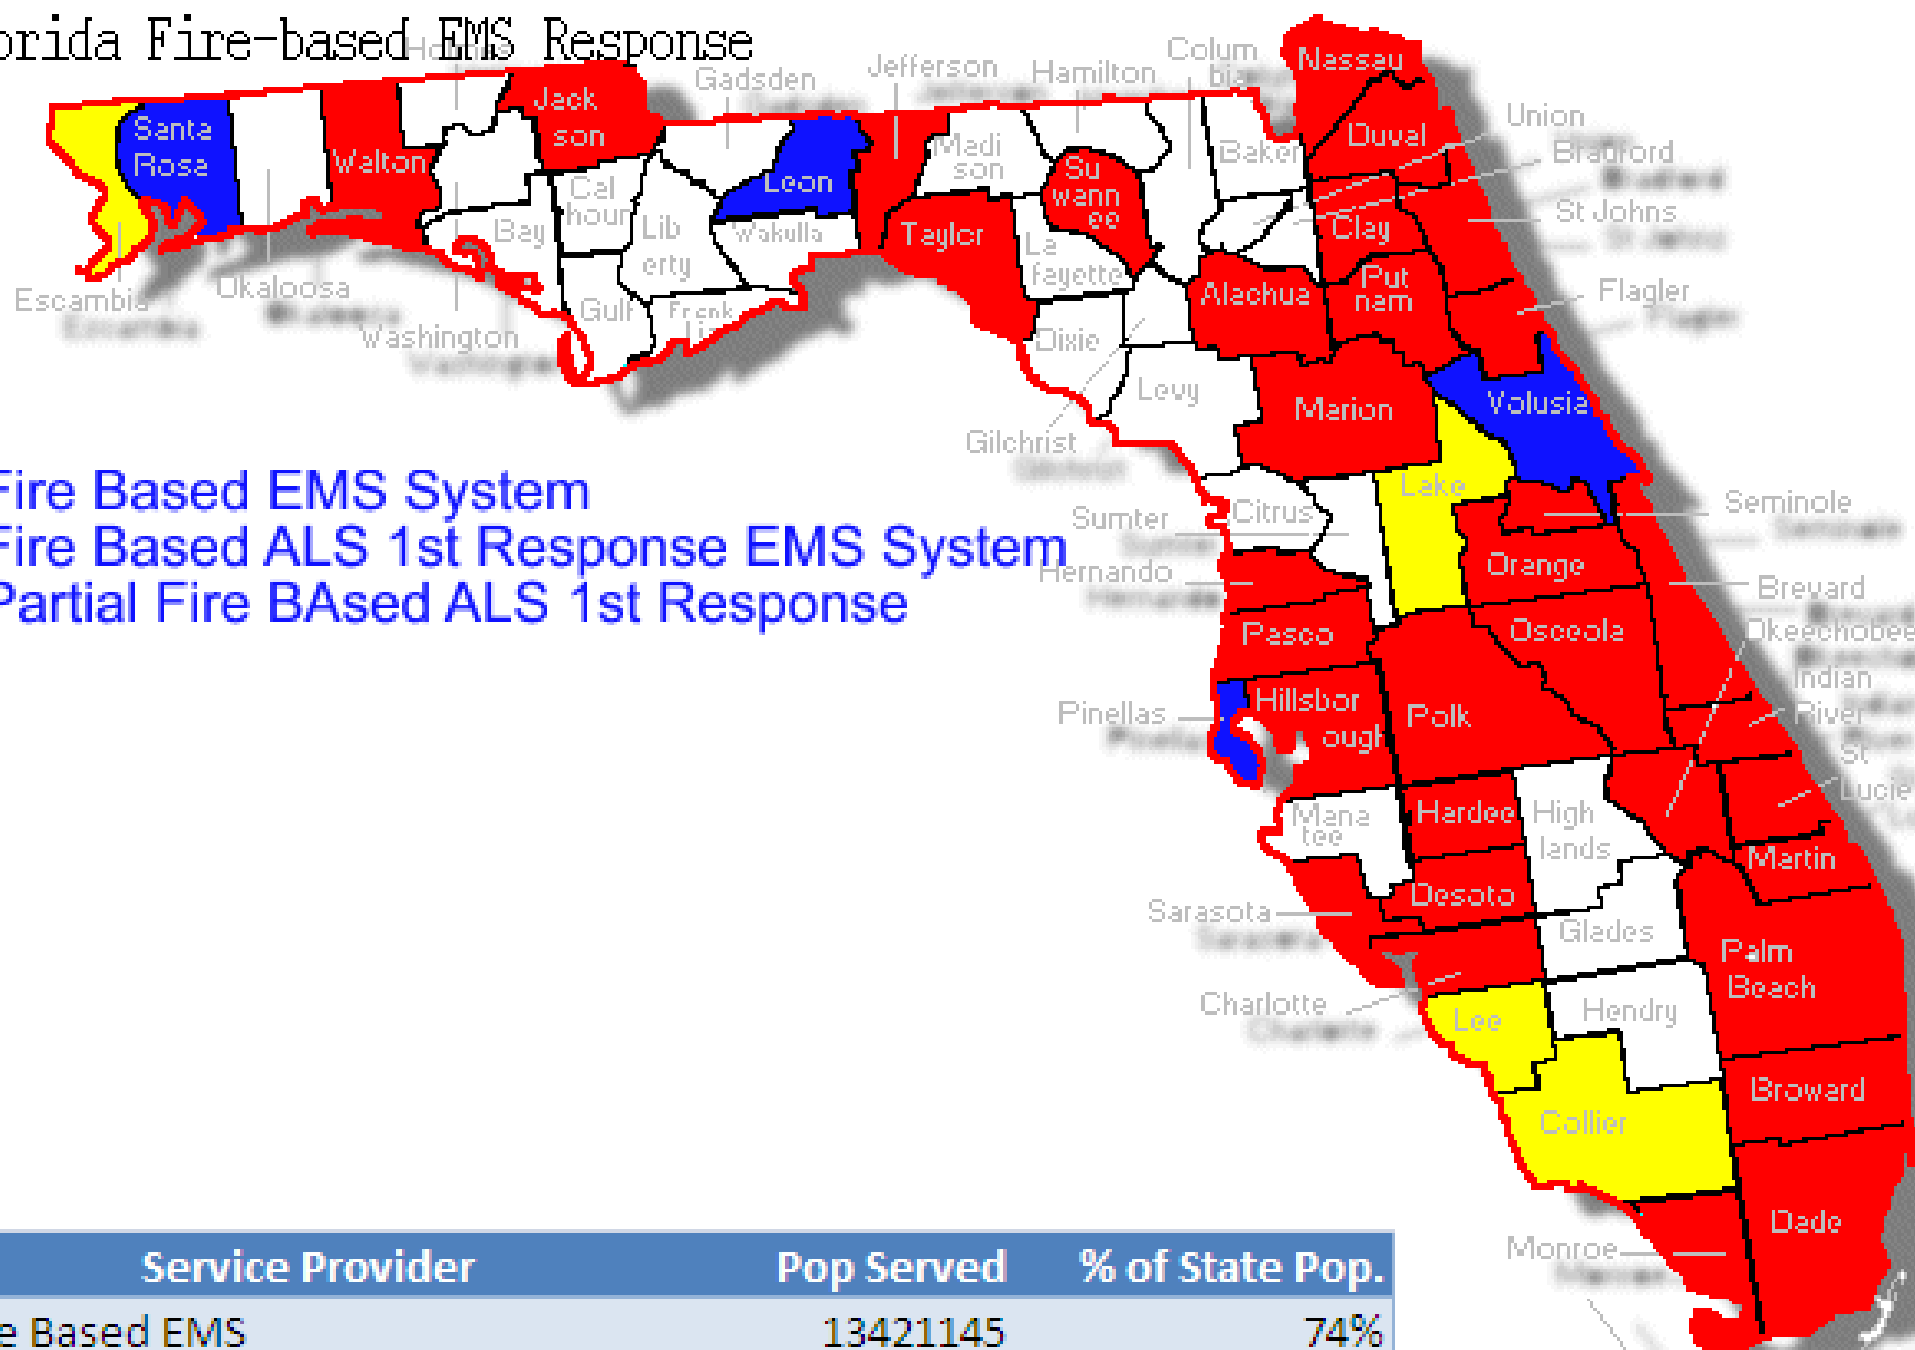 orida Fire-based EMS Response
Holmes
Gadsden
Jefferson
Hamilton
Colum
bia
Nassau
Santa
Rosa
Walton
Jack
son
Leon
Madi
son
Su
wann
ee
Baker
Duval
Union
Bradford
St Johns
Flagler
Clay
Put
nam
Alachua
Taylor
La
fayette
Dixie
Bay
Cal
houn
Lib
erty
Wakulla
Gulf
Frank
lin
Escambia
Okaloosa
Washington
Gilchrist
Levy
Marion
Volusia
Lake
Citrus
Sumter
Hernando
Seminole
Orange
Brevard
Okeechobee
Indian
River
St
Lucie
Fire Based EMS System
Fire Based ALS 1st Response EMS System
Partial Fire BAsed ALS 1st Response
Pasco
Osceola
Pinellas
Hillsbor
ough
Polk
Mana
tee
Hardee
High
lands
Martin
Sarasota
Desoto
Glades
Palm
Beach
Charlotte
Lee
Hendry
Broward
Collier
Dade
Monroe
Service Provider Pop Served % of State Pop.
e Based EMS 13421145 74%